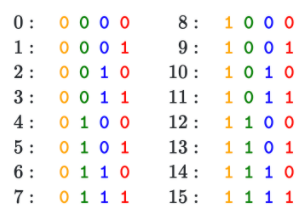 0 : 0 0 0 0 8 : 1 0 0 0
1 : 0 0 0 1 9 : 1 0 0 1
2 : 0 0 1 0 10 : 1 0 1 0
3 : 0 0 1 1 11 : 1 0 1 1
4 : 0 1 0 0 12 : 1 1 0 0
5 : 0 1 0 1 13 : 1 1 0 1
6 : 0 1 1 0 14 : 1 1 1 0
7 : 0 1 1 1 15 : 1 1 1 1